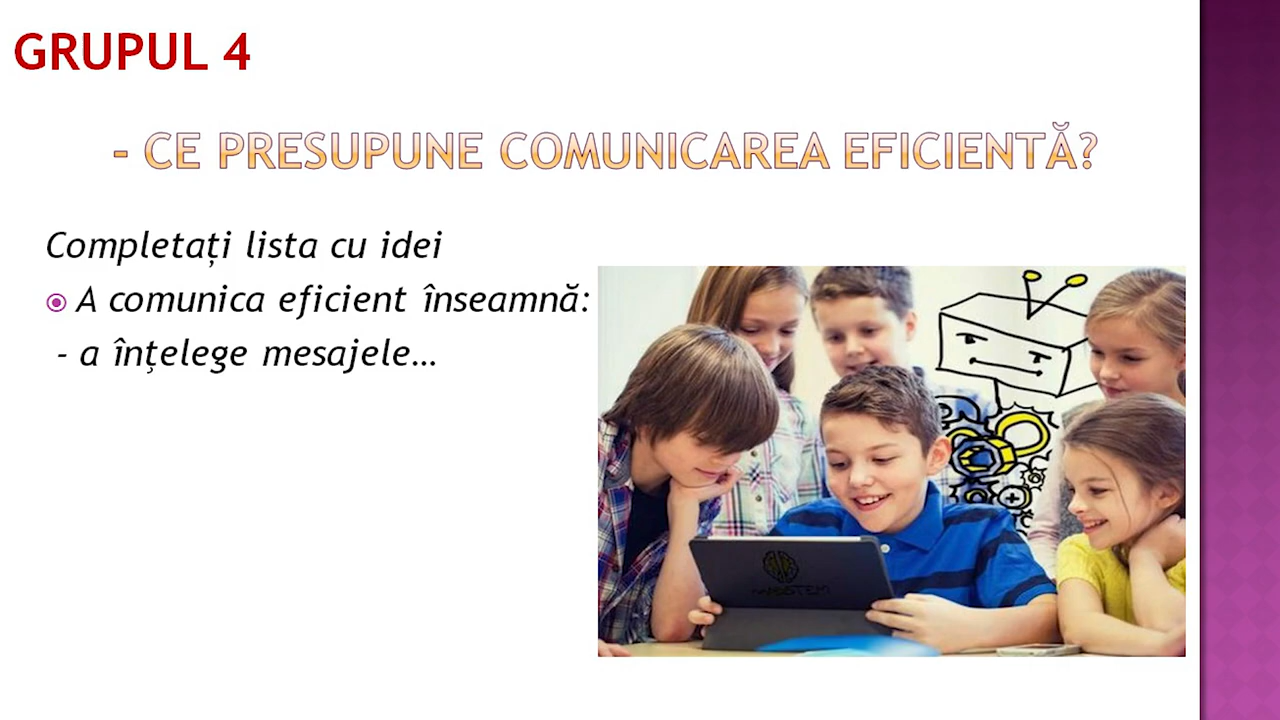 GRUPUL 4
- CE PRESUPUNE COMUNICAREA EFICIENTĂ?
Completați lista cu idei
A comunica eficient înseamnă:
- a înțelege mesajele...